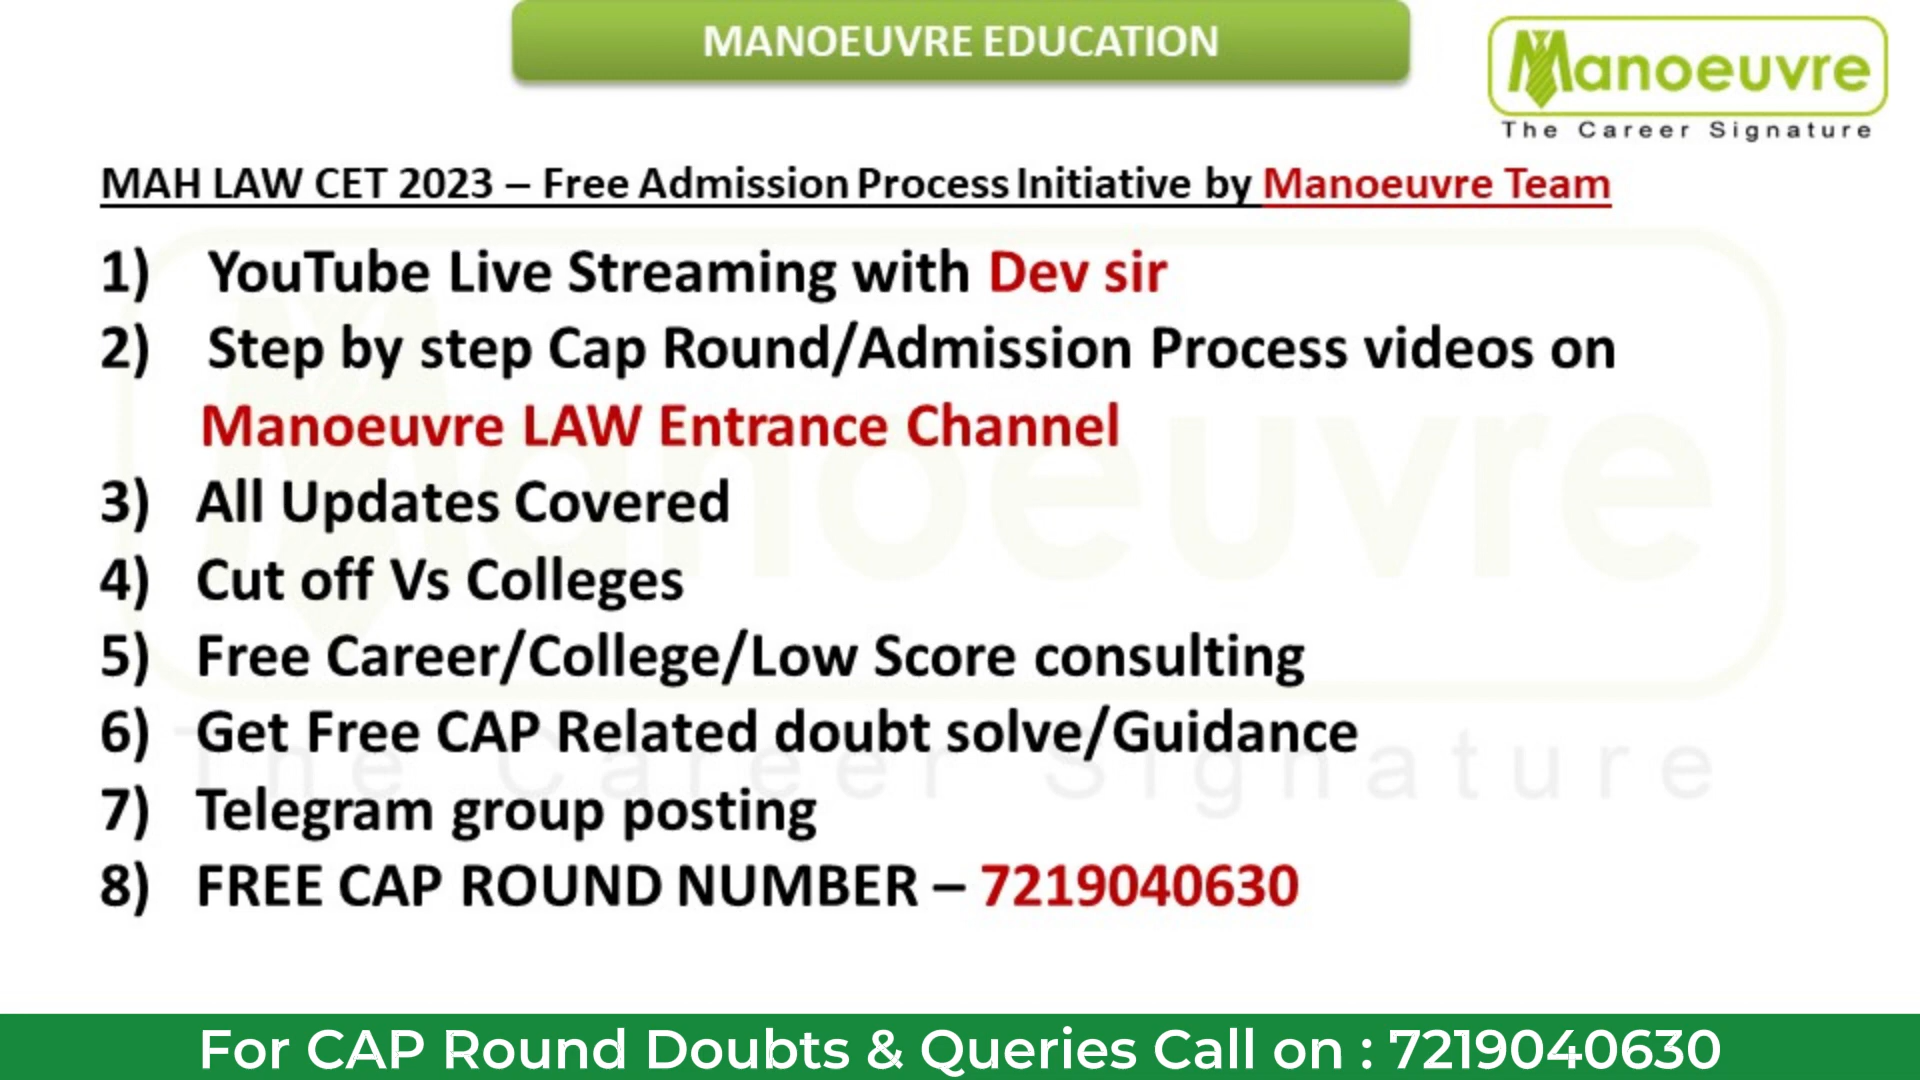 MANOEUVRE EDUCATION
Manoeuvre
The Career Signature
MAH LAW CET 2023 – Free Admission Process Initiative by Manoeuvre Team
1) YouTube Live Streaming with Dev sir
2) Step by step Cap Round/Admission Process videos on
Manoeuvre LAW Entrance Channel
3) All Updates Covered
4) Cut off Vs Colleges
5) Free Career/College/Low Score consulting
6) Get Free CAP Related doubt solve/Guidance
7) Telegram group posting
8) FREE CAP ROUND NUMBER – 7219040630
Manoeuvre
The Career Signature
For CAP Round Doubts & Queries Call on : 7219040630